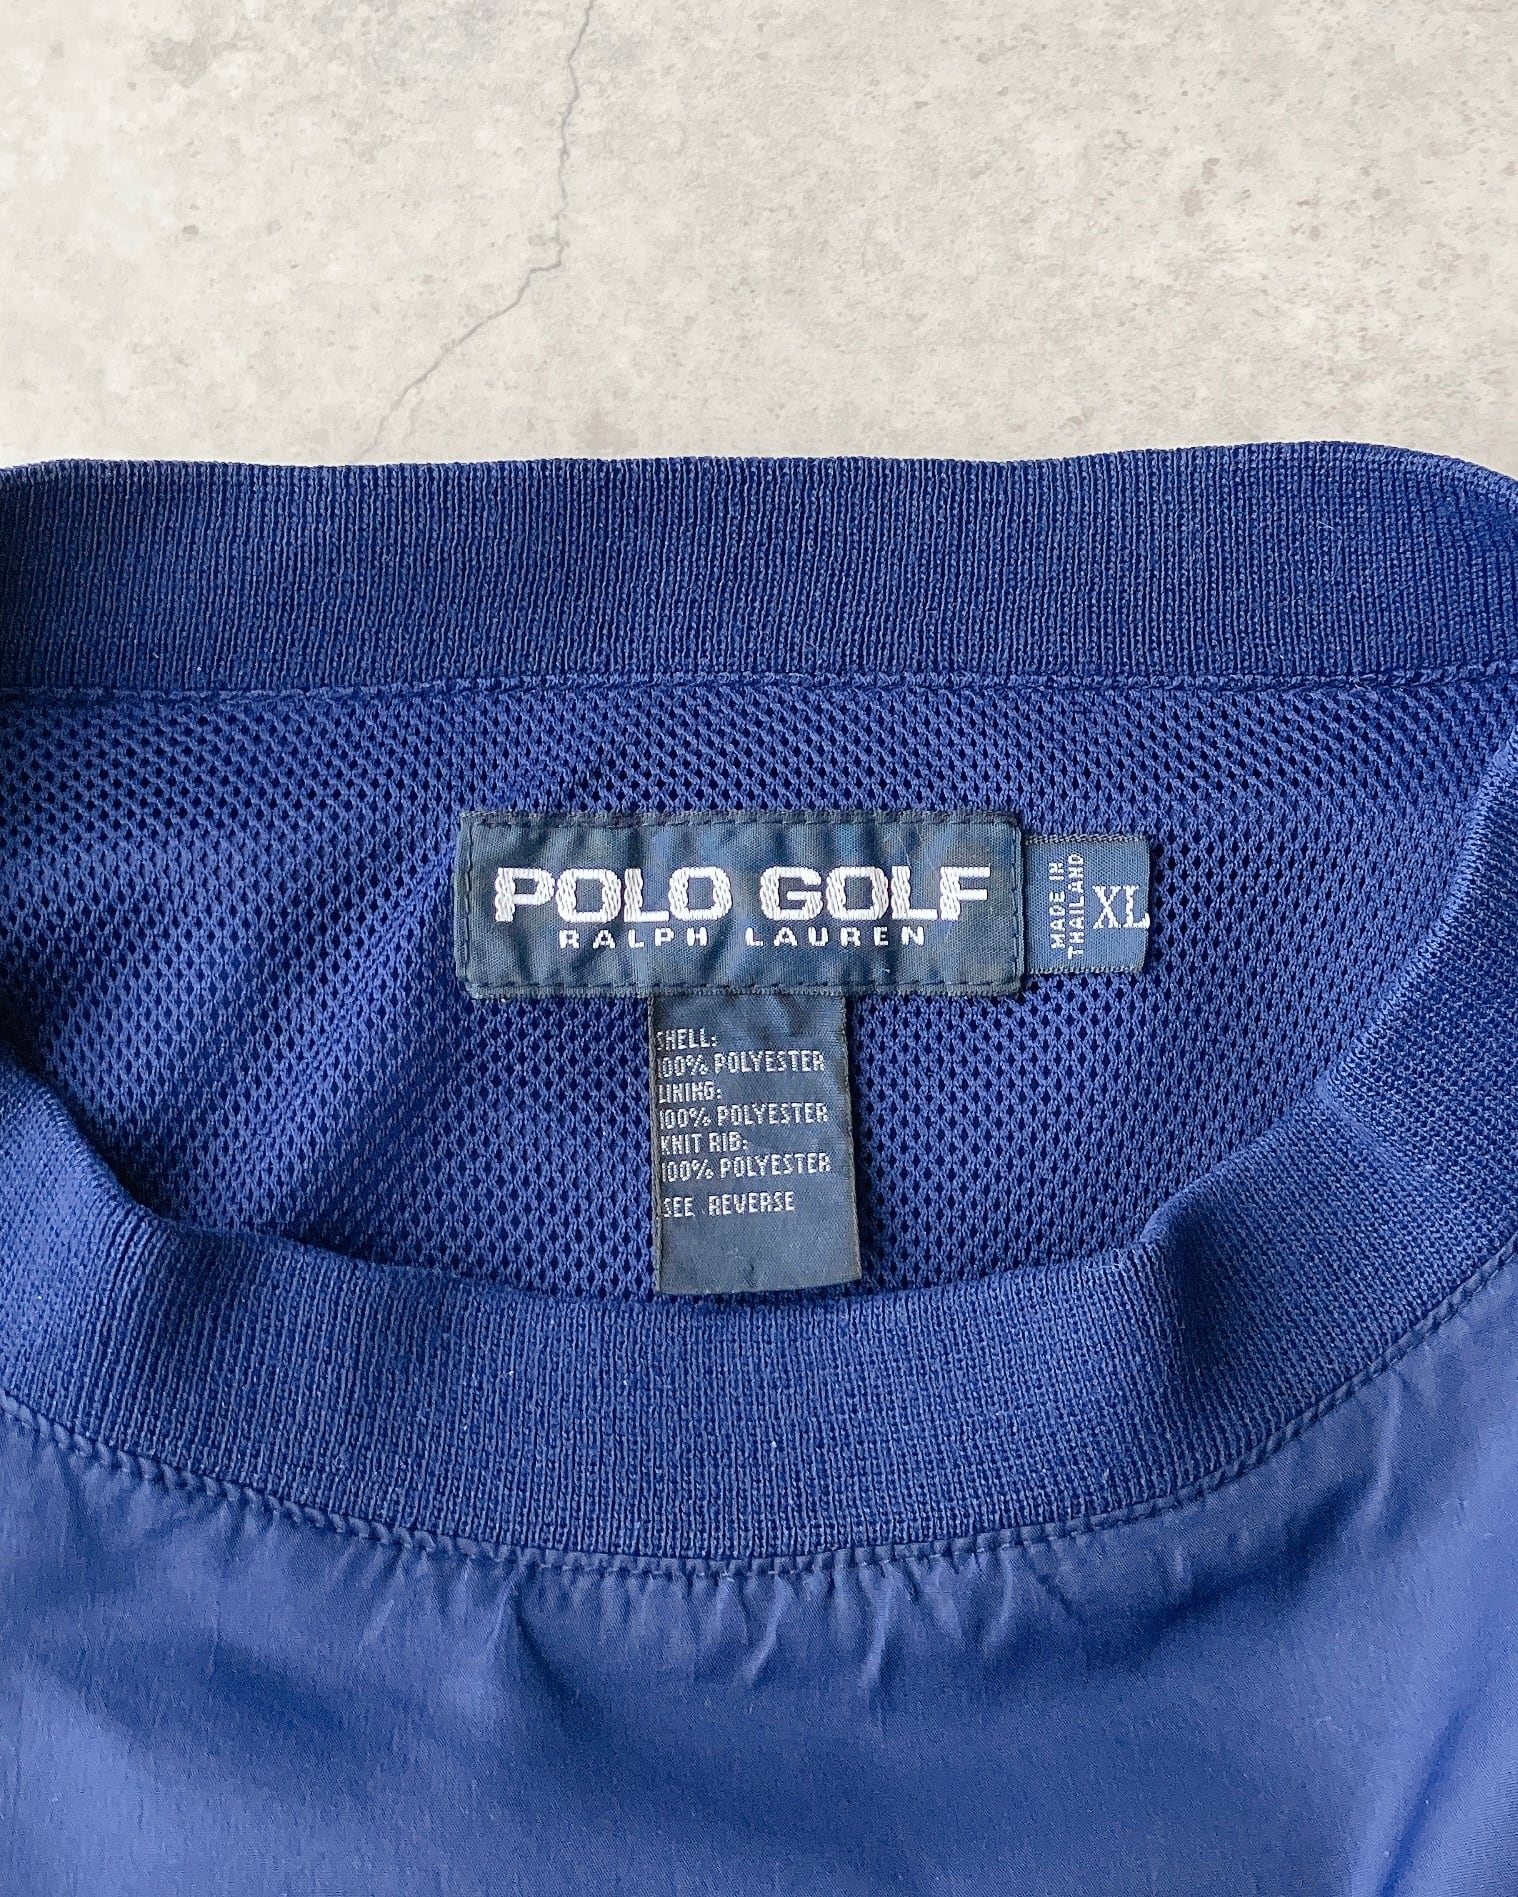 POLO GOLF
RALPH LAUREN
MADE IN
THAILAND
XL
SHELL:
100% POLYESTER
LINING:
100% POLYESTER
KNIT RIB:
100% POLYESTER
SEE REVERSE